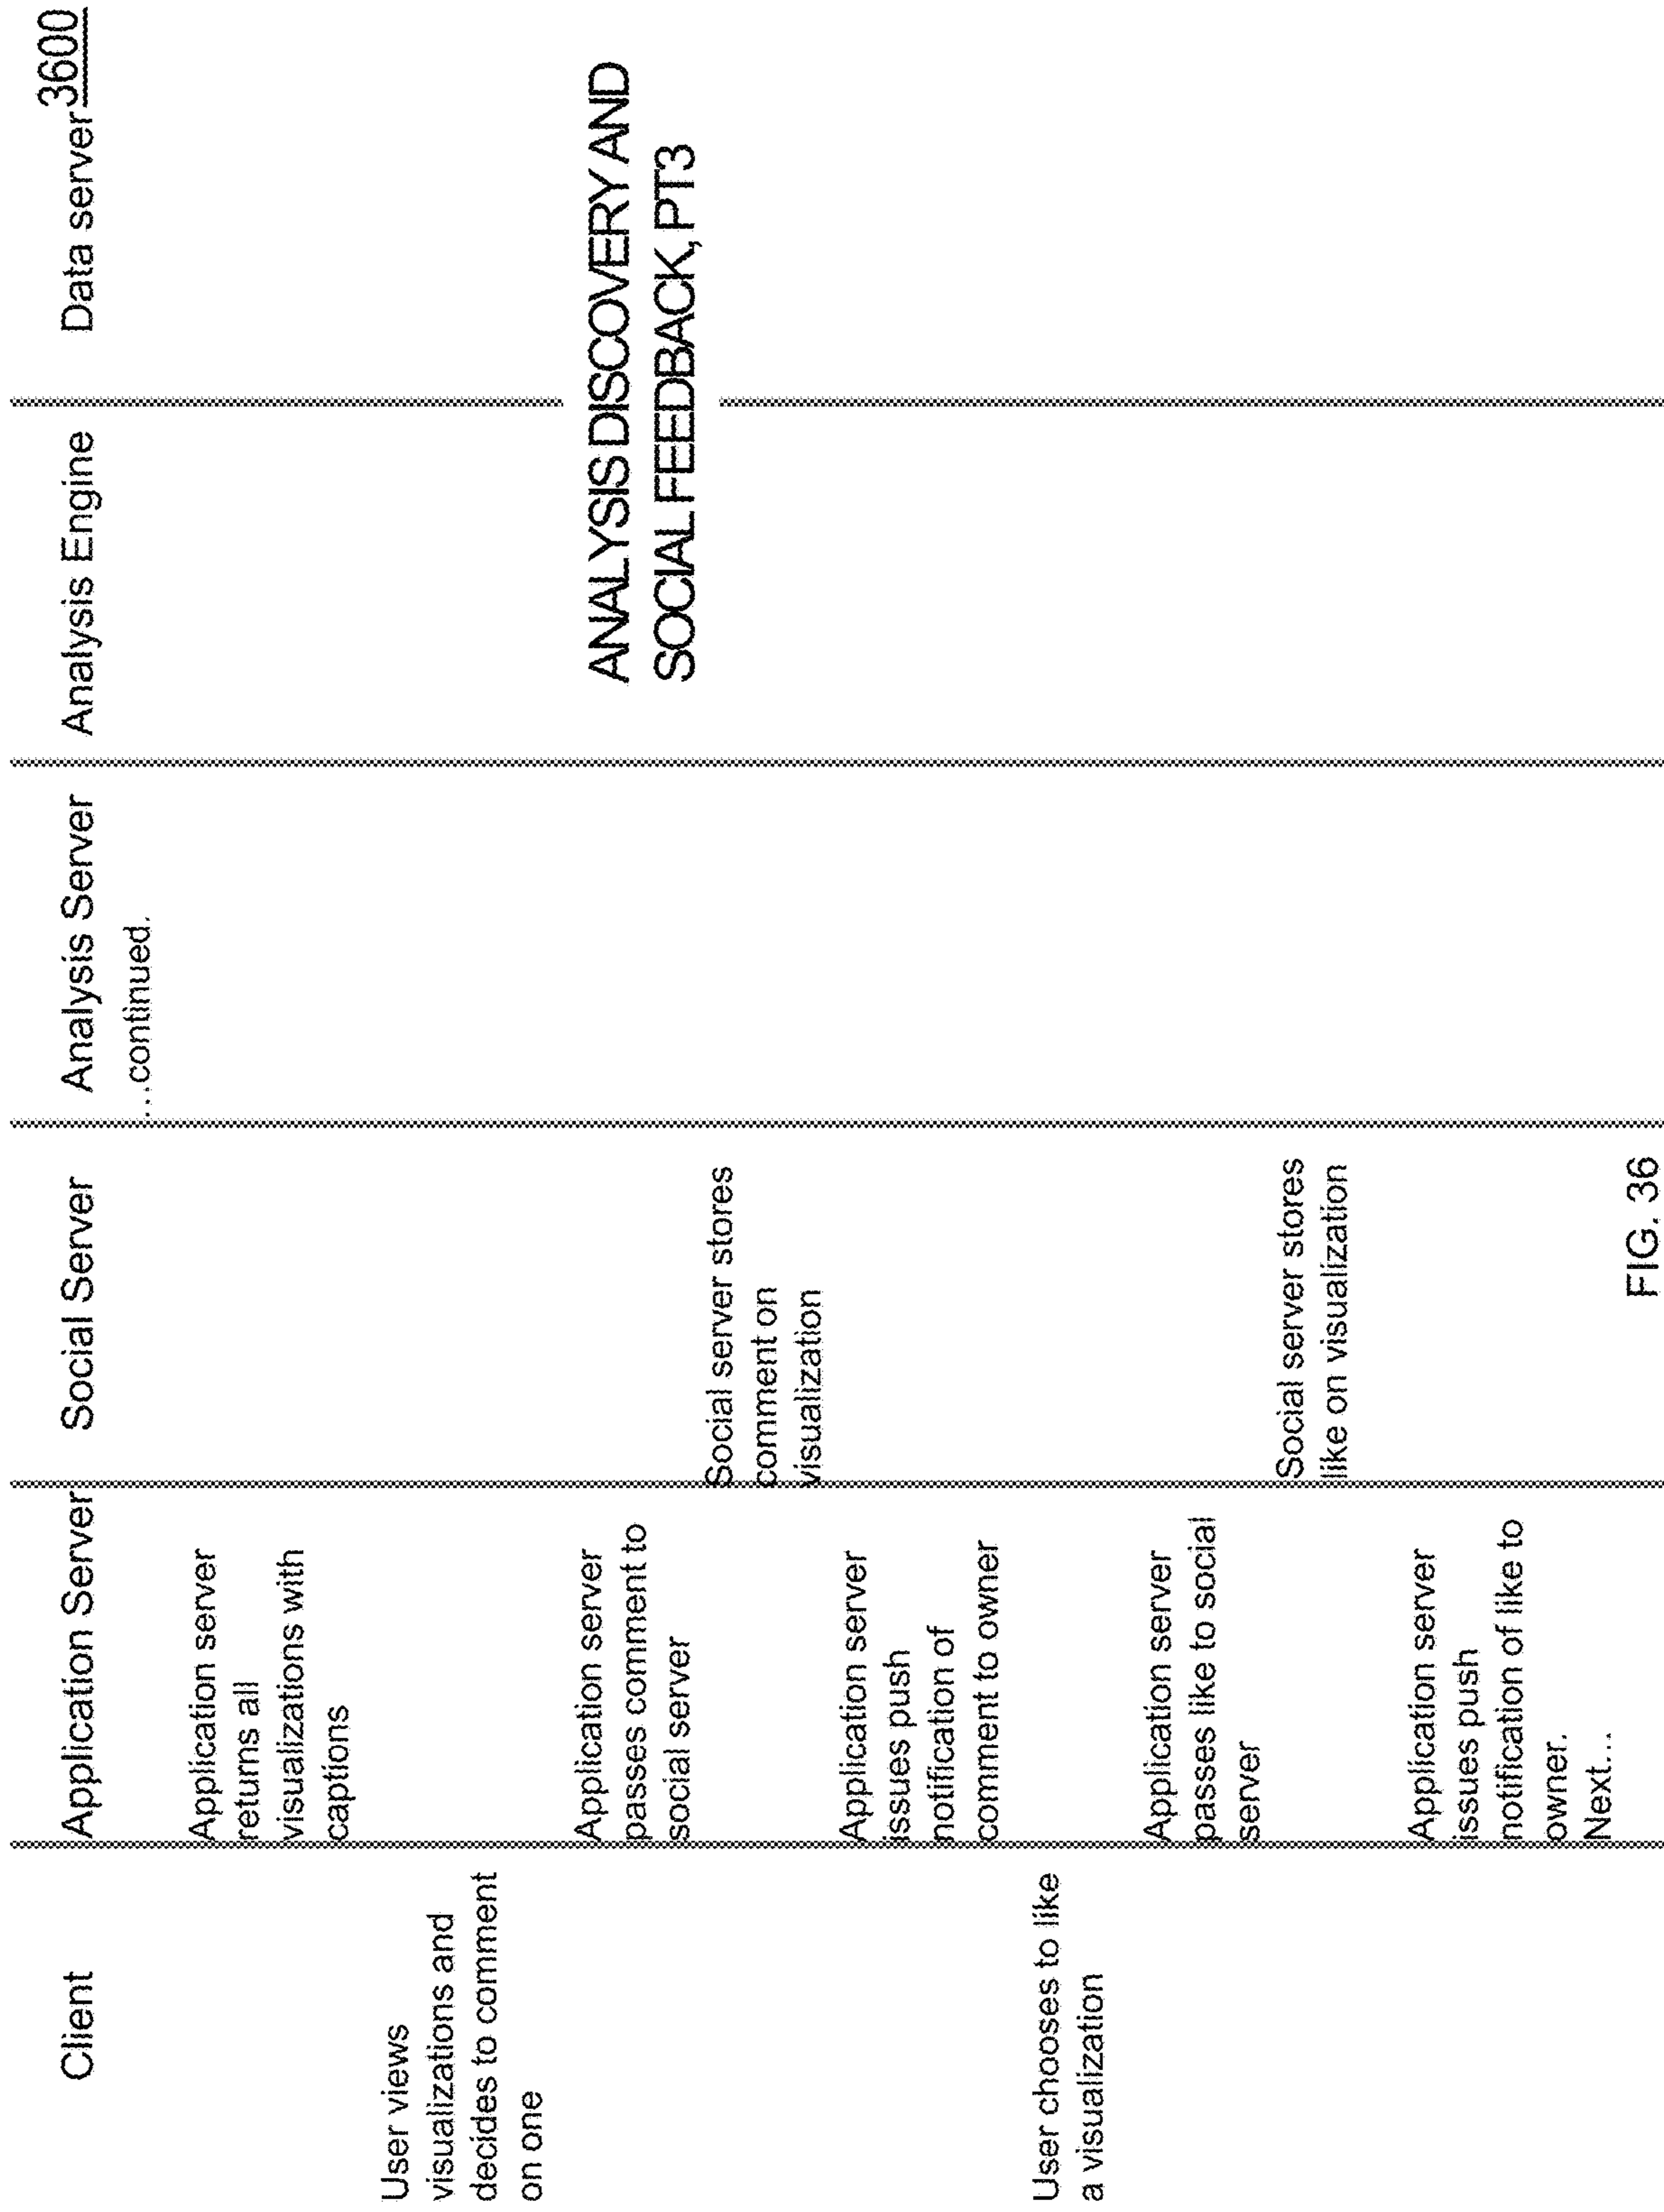 3600
Client
Application Server
Social Server
Analysis Server
Analysis Engine
Data server
...continued.
Application server
returns all
visualizations with
captions
User views
visualizations and
decides to comment
on one
Application server
passes comment to
social server
ANALYSIS DISCOVERY AND
SOCIAL FEEDBACK, PT3
Social server stores
comment on
visualization
Application server
issues push
notification of
comment to owner
User chooses to like
a visualization
Application server
passes like to social
server
Social server stores
like on visualization
Application server
issues push
notification of like to
owner.
Next...
FIG. 36